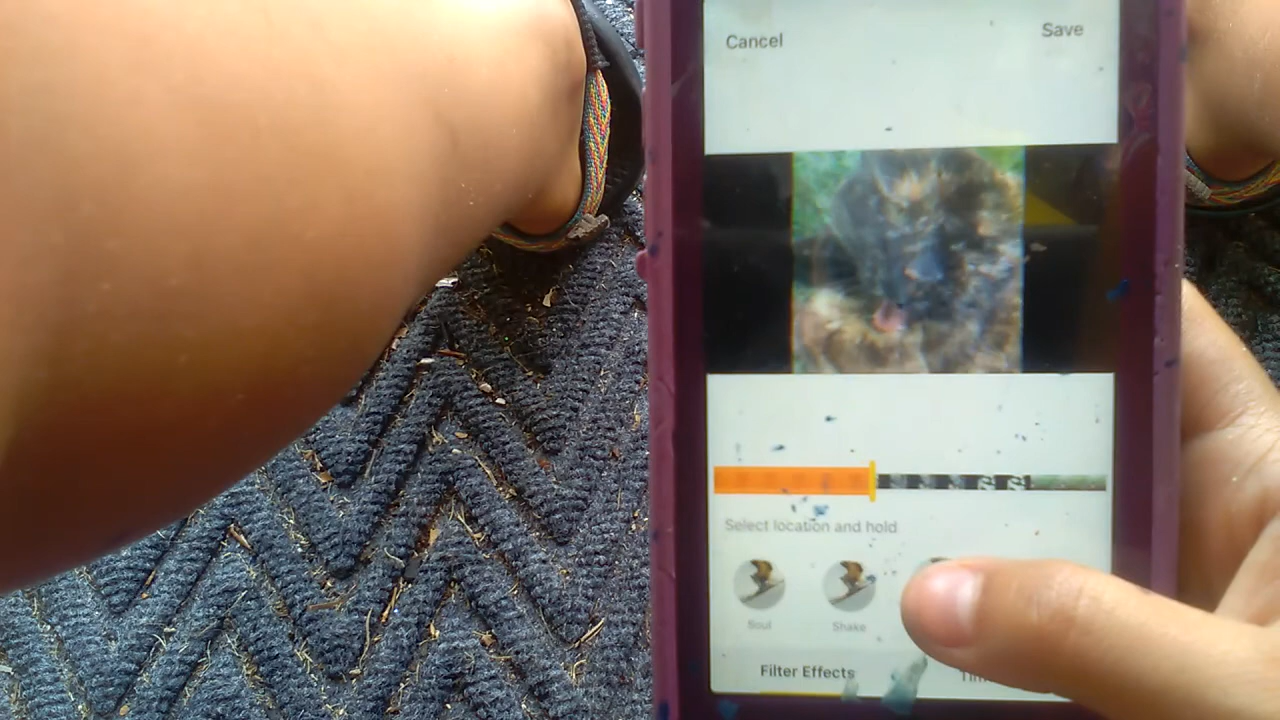 Cancel
Save
Select location and hold
Soul
Shake
Filter Effects